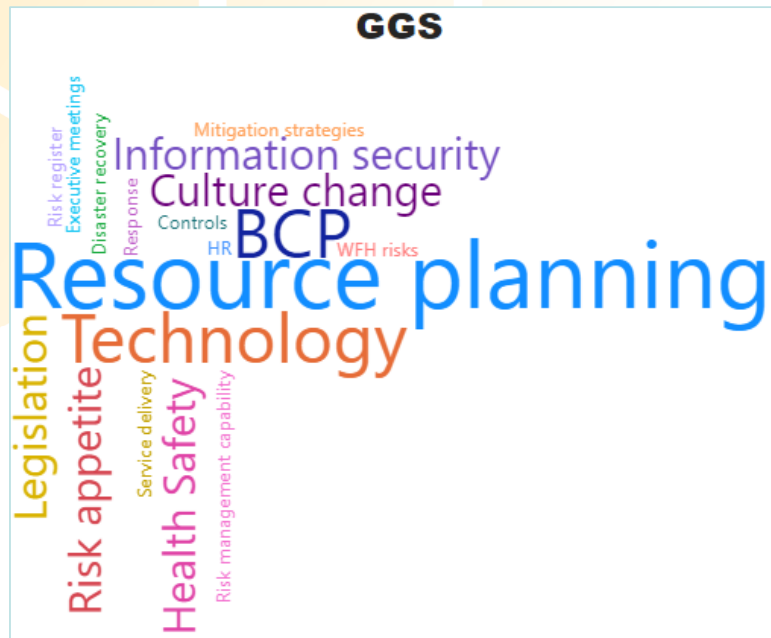 GGS
Risk register
Executive meetings
Disaster recovery
Response
Mitigation strategies
Information security
Culture change
Controls
BCP
HR
WFH risks
Resource planning
Technology
Legislation
Risk appetite
Service delivery
Health Safety
Risk management capability